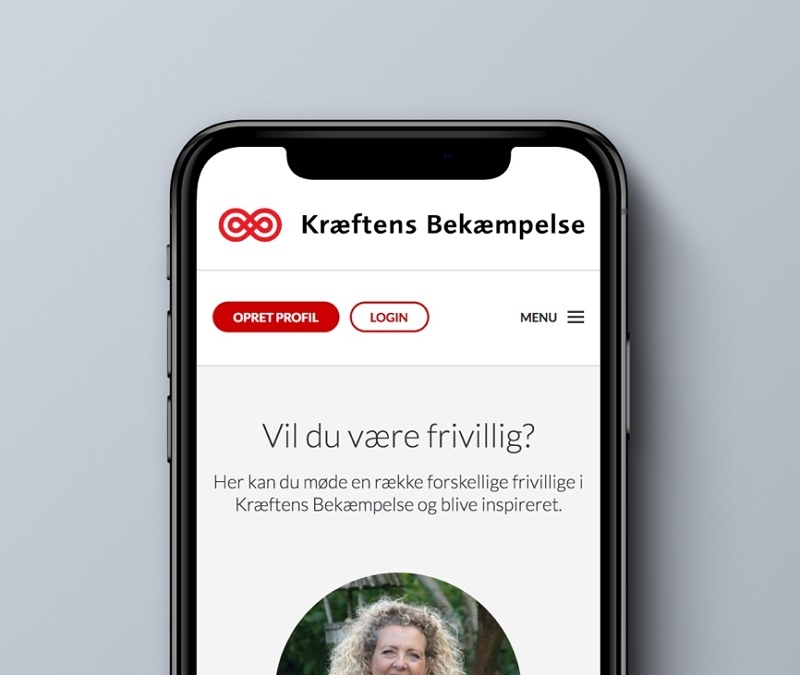 Kræftens Bekæmpelse
OPRET PROFIL
LOGIN
MENU
Vil du være frivillig?
Her kan du møde en række forskellige frivillige i
Kræftens Bekæmpelse og blive inspireret.